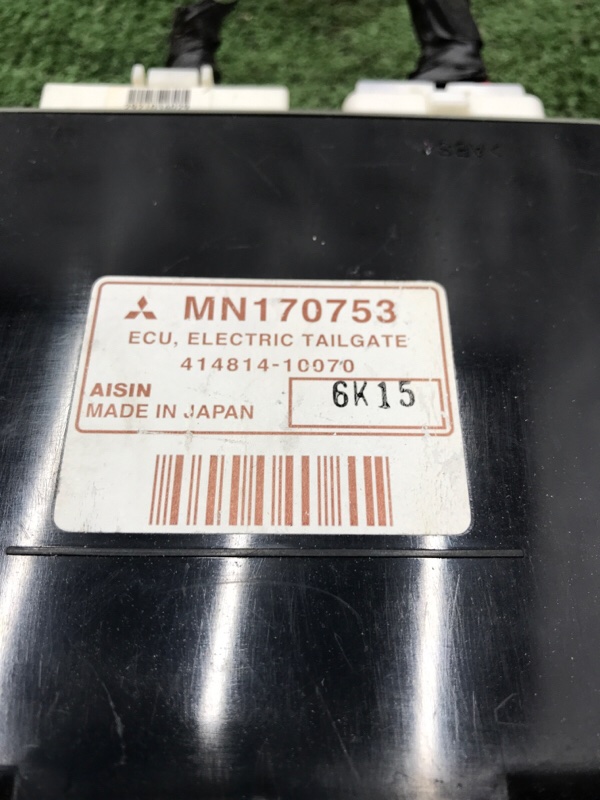 MN170753
ECU, ELECTRIC TAILGATE
414814-10070
AISIN
6K15
MADE IN JAPAN